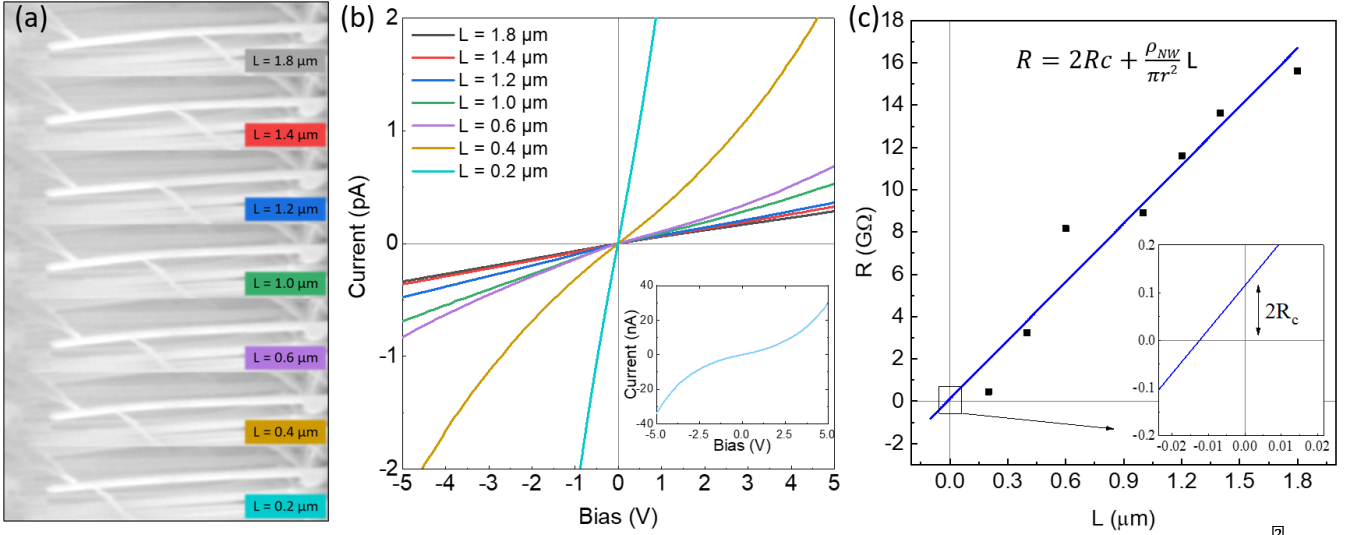 (a)
L = 1.8 µm
L = 1.4 µm
L = 1.2 µm
L = 1.0 µm
L = 0.6 µm
L = 0.4 µm
L = 0.2 µm
(b)
2
1
0
-1
-2
Current (pA)
L = 1.8 µm
L = 1.4 µm
L = 1.2 µm
L = 1.0 µm
L = 0.6 µm
L = 0.4 µm
L = 0.2 µm
40
20
0
-20
-40
Current (nA)
-5.0 -2.5 0.0 2.5 5.0
Bias (V)
-5 -4 -3 -2 -1 0 1 2 3 4 5
Bias (V)
(c)
18
16
14
12
10
8
6
4
2
0
-2
R (GΩ)
R = 2Rc + ρ_NW/πr² L
0.2
0.1
0.0
-0.1
-0.2
2R_c
-0.02 -0.01 0.00 0.01 0.02
0.0 0.3 0.6 0.9 1.2 1.5 1.8
L (µm)
2